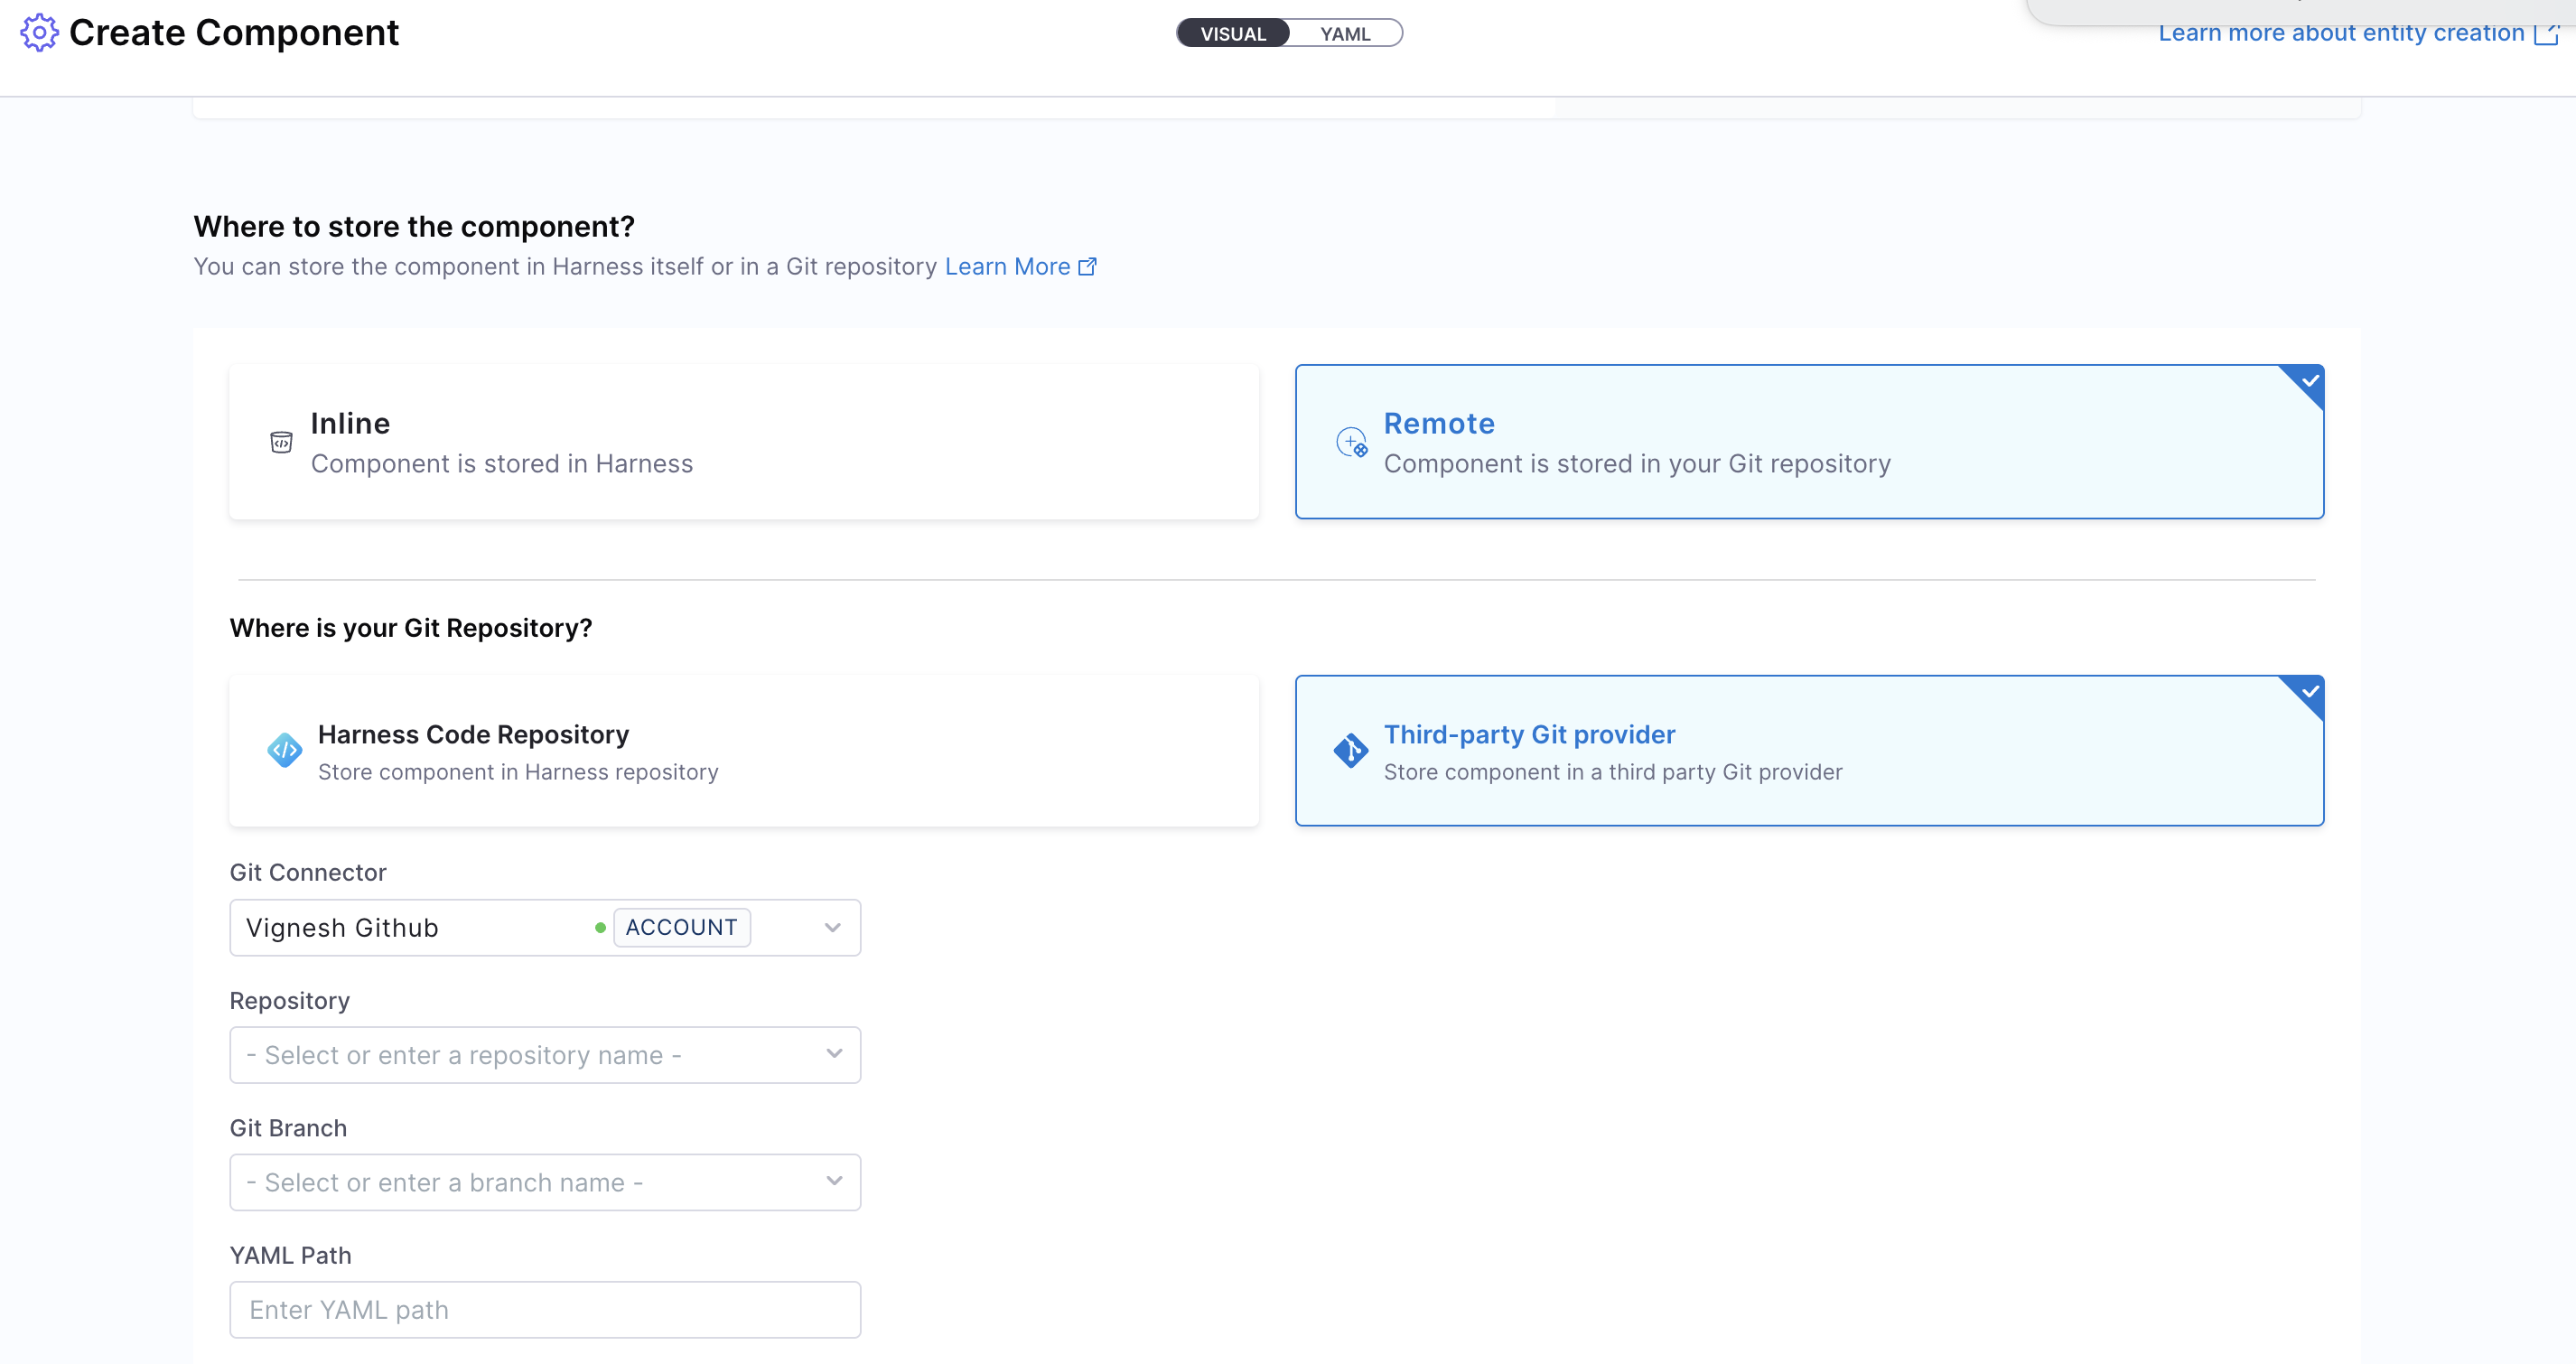 Create Component
VISUAL
YAML
Learn more about entity creation
Where to store the component?
You can store the component in Harness itself or in a Git repository Learn More
Inline
Component is stored in Harness
Remote
Component is stored in your Git repository
Where is your Git Repository?
Harness Code Repository
Store component in Harness repository
Third-party Git provider
Store component in a third party Git provider
Git Connector
Vignesh Github
ACCOUNT
Repository
- Select or enter a repository name -
Git Branch
- Select or enter a branch name -
YAML Path
Enter YAML path